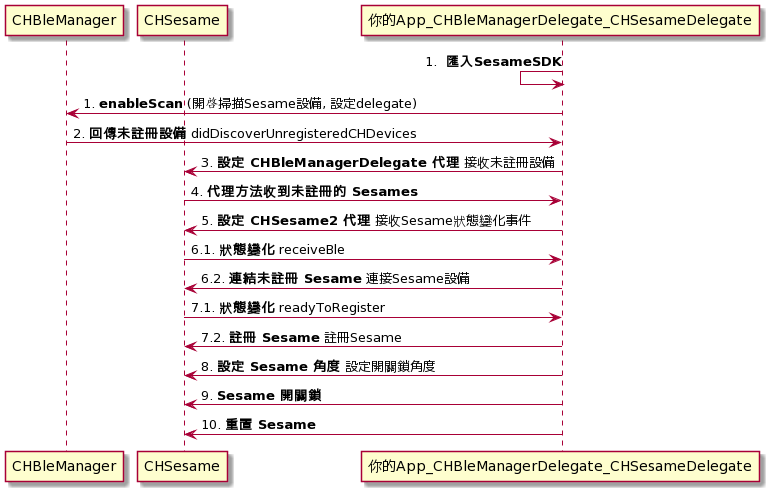 CHBleManager CHSesame 你的App_CHBleManagerDelegate_CHSesameDelegate
1. 匯入SesameSDK
1. enableScan (開啓掃描Sesame設備, 設定delegate)
2. 回傳未註冊設備 didDiscoverUnregisteredCHDevices
3. 設定 CHBleManagerDelegate 代理 接收未註冊設備
4. 代理方法收到未註冊的 Sesames
5. 設定 CHSesame2 代理 接收Sesame狀態變化事件
6.1. 狀態變化 receiveBle
6.2. 連結未註冊 Sesame 連接Sesame設備
7.1. 狀態變化 readyToRegister
7.2. 註冊 Sesame 註冊Sesame
8. 設定 Sesame 角度 設定開關鎖角度
9. Sesame 開關鎖
10. 重置 Sesame
CHBleManager CHSesame 你的App_CHBleManagerDelegate_CHSesameDelegate